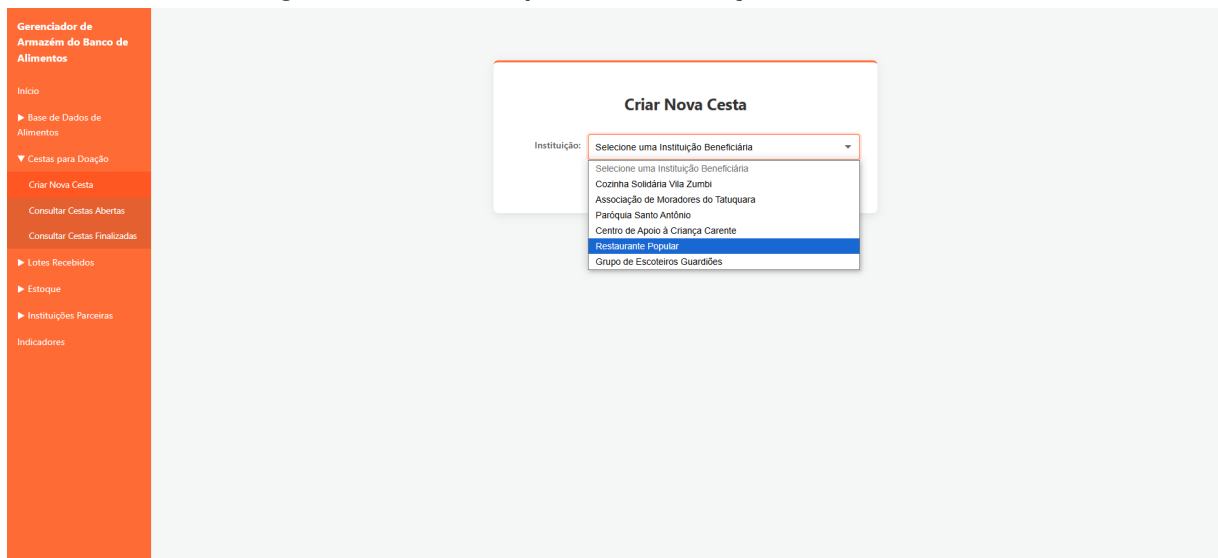 Gerenciador de
Armazém do Banco de
Alimentos
Início
▶ Base de Dados de
Alimentos
▼ Cestas para Doação
Criar Nova Cesta
Consultar Cestas Abertas
Consultar Cestas Finalizadas
▶ Lotes Recebidos
▶ Estoque
▶ Instituições Parceiras
Indicadores
Criar Nova Cesta
Instituição: Selecione uma Instituição Beneficiária
Selecione uma Instituição Beneficiária
Cozinha Solidária Vila Zumbi
Associação de Moradores do Tatuquara
Paróquia Santo Antônio
Centro de Apoio à Criança Carente
Restaurante Popular
Grupo de Escoteiros Guardiões